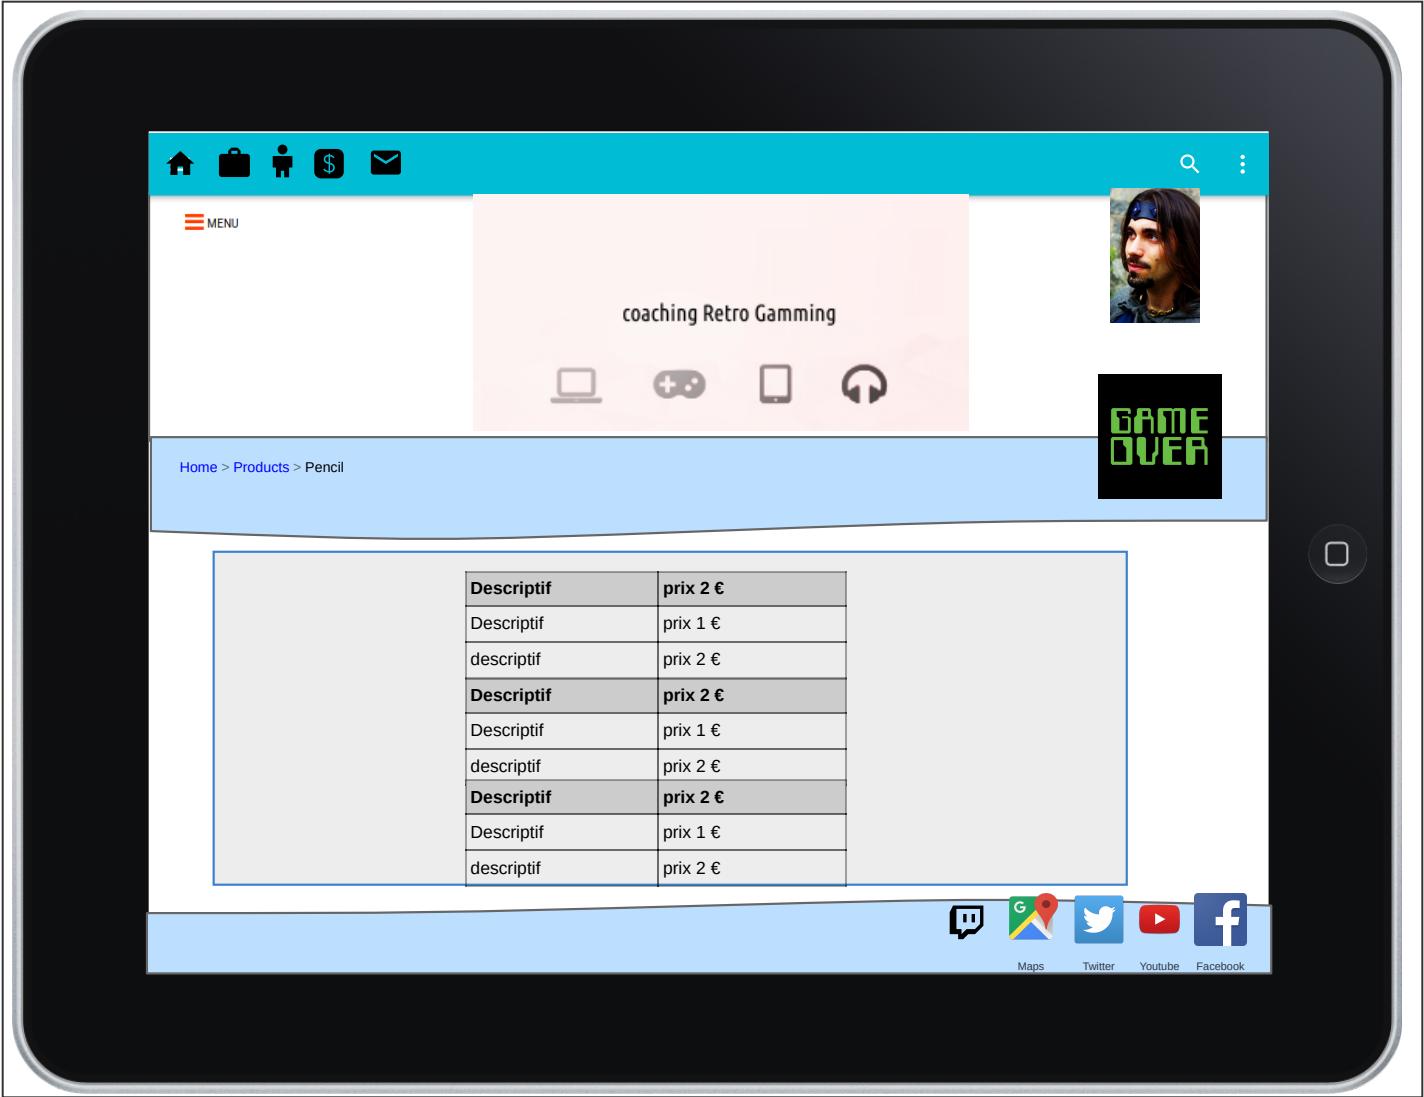 MENU
coaching Retro Gamming
GAME
OVER
Home > Products > Pencil
Descriptif prix 2 €
Descriptif prix 1 €
descriptif prix 2 €
Descriptif prix 2 €
Descriptif prix 1 €
descriptif prix 2 €
Descriptif prix 2 €
Descriptif prix 1 €
descriptif prix 2 €
Maps Twitter Youtube Facebook